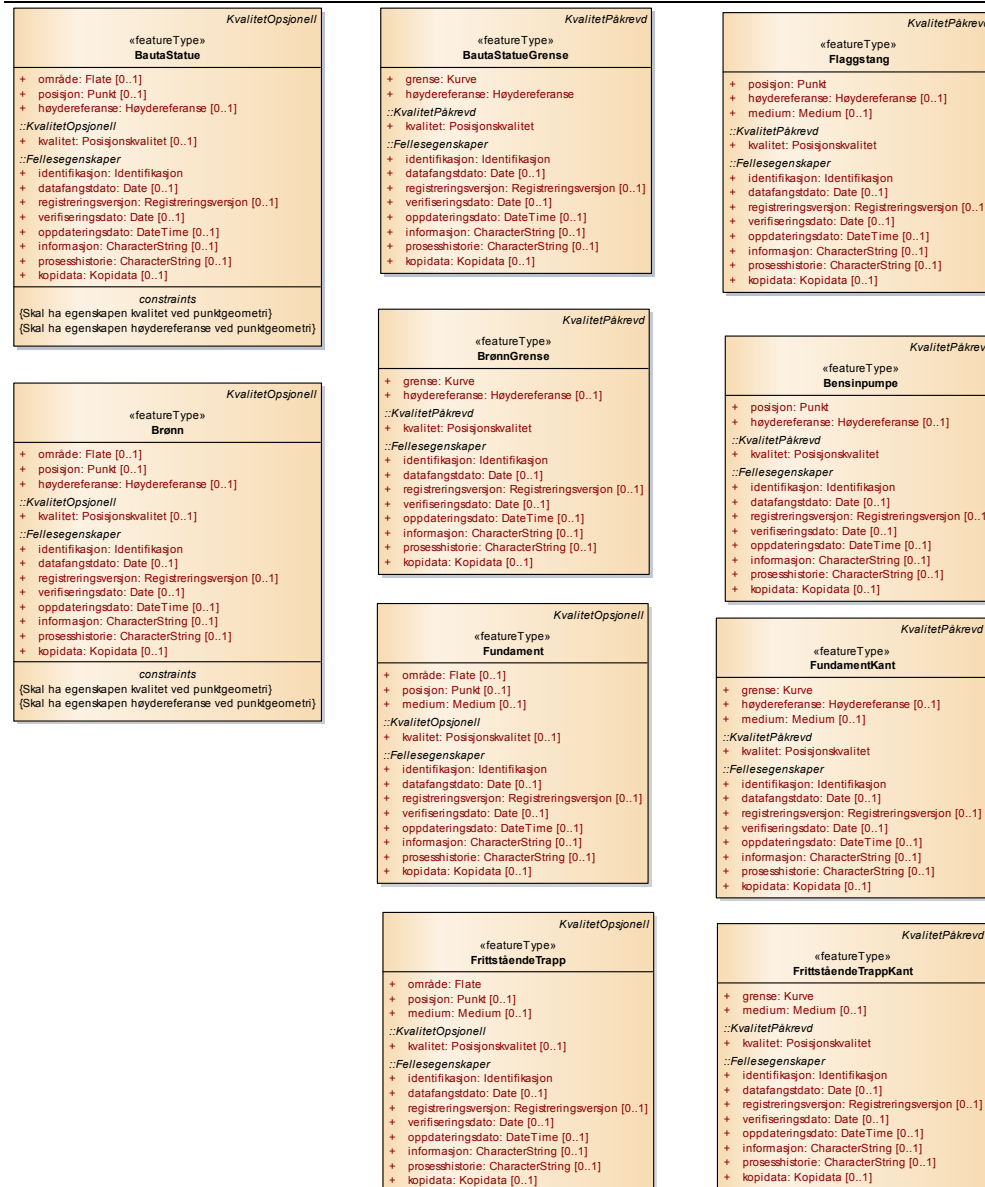 KvalitetOpsjonell
«featureType»
BautaStatue
+ område: Flate [0..1]
+ posisjon: Punkt [0..1]
+ høydereferanse: Høydereferanse [0..1]
::KvalitetOpsjonell
+ kvalitet: Posisjonskvalitet [0..1]
::Fellesegenskaper
+ identifikasjon: Identifikasjon
+ datafangstdato: Date [0..1]
+ registreringsversjon: Registreringsversjon [0..1]
+ verifiseringsdato: Date [0..1]
+ oppdateringsdato: DateTime [0..1]
+ informasjon: CharacterString [0..1]
+ prosesshistorie: CharacterString [0..1]
+ kopidata: Kopidata [0..1]
constraints
{Skal ha egenskapen kvalitet ved punktgeometri}
{Skal ha egenskapen høydereferanse ved punktgeometri}
KvalitetOpsjonell
«featureType»
Brønn
+ område: Flate [0..1]
+ posisjon: Punkt [0..1]
+ høydereferanse: Høydereferanse [0..1]
::KvalitetOpsjonell
+ kvalitet: Posisjonskvalitet [0..1]
::Fellesegenskaper
+ identifikasjon: Identifikasjon
+ datafangstdato: Date [0..1]
+ registreringsversjon: Registreringsversjon [0..1]
+ verifiseringsdato: Date [0..1]
+ oppdateringsdato: DateTime [0..1]
+ informasjon: CharacterString [0..1]
+ prosesshistorie: CharacterString [0..1]
+ kopidata: Kopidata [0..1]
constraints
{Skal ha egenskapen kvalitet ved punktgeometri}
{Skal ha egenskapen høydereferanse ved punktgeometri}
KvalitetPåkrevd
«featureType»
BautaStatueGrense
+ grense: Kurve
+ høydereferanse: Høydereferanse
::KvalitetPåkrevd
+ kvalitet: Posisjonskvalitet
::Fellesegenskaper
+ identifikasjon: Identifikasjon
+ datafangstdato: Date [0..1]
+ registreringsversjon: Registreringsversjon [0..1]
+ verifiseringsdato: Date [0..1]
+ oppdateringsdato: DateTime [0..1]
+ informasjon: CharacterString [0..1]
+ prosesshistorie: CharacterString [0..1]
+ kopidata: Kopidata [0..1]
KvalitetPåkrevd
«featureType»
BrønnGrense
+ grense: Kurve
+ høydereferanse: Høydereferanse [0..1]
::KvalitetPåkrevd
+ kvalitet: Posisjonskvalitet
::Fellesegenskaper
+ identifikasjon: Identifikasjon
+ datafangstdato: Date [0..1]
+ registreringsversjon: Registreringsversjon [0..1]
+ verifiseringsdato: Date [0..1]
+ oppdateringsdato: DateTime [0..1]
+ informasjon: CharacterString [0..1]
+ prosesshistorie: CharacterString [0..1]
+ kopidata: Kopidata [0..1]
KvalitetOpsjonell
«featureType»
Fundament
+ område: Flate [0..1]
+ posisjon: Punkt [0..1]
+ medium: Medium [0..1]
::KvalitetOpsjonell
+ kvalitet: Posisjonskvalitet [0..1]
::Fellesegenskaper
+ identifikasjon: Identifikasjon
+ datafangstdato: Date [0..1]
+ registreringsversjon: Registreringsversjon [0..1]
+ verifiseringsdato: Date [0..1]
+ oppdateringsdato: DateTime [0..1]
+ informasjon: CharacterString [0..1]
+ prosesshistorie: CharacterString [0..1]
+ kopidata: Kopidata [0..1]
KvalitetOpsjonell
«featureType»
FrittståendeTrapp
+ område: Flate
+ posisjon: Punkt [0..1]
+ medium: Medium [0..1]
::KvalitetOpsjonell
+ kvalitet: Posisjonskvalitet [0..1]
::Fellesegenskaper
+ identifikasjon: Identifikasjon
+ datafangstdato: Date [0..1]
+ registreringsversjon: Registreringsversjon [0..1]
+ verifiseringsdato: Date [0..1]
+ oppdateringsdato: DateTime [0..1]
+ informasjon: CharacterString [0..1]
+ prosesshistorie: CharacterString [0..1]
+ kopidata: Kopidata [0..1]
KvalitetPåkrev
«featureType»
Flaggstang
+ posisjon: Punkt
+ høydereferanse: Høydereferanse [0..1]
+ medium: Medium [0..1]
::KvalitetPåkrevd
+ kvalitet: Posisjonskvalitet
::Fellesegenskaper
+ identifikasjon: Identifikasjon
+ datafangstdato: Date [0..1]
+ registreringsversjon: Registreringsversjon [0..1
+ verifiseringsdato: Date [0..1]
+ oppdateringsdato: DateTime [0..1]
+ informasjon: CharacterString [0..1]
+ prosesshistorie: CharacterString [0..1]
+ kopidata: Kopidata [0..1]
KvalitetPåkrev
«featureType»
Bensinpumpe
+ posisjon: Punkt
+ høydereferanse: Høydereferanse [0..1]
::KvalitetPåkrevd
+ kvalitet: Posisjonskvalitet
::Fellesegenskaper
+ identifikasjon: Identifikasjon
+ datafangstdato: Date [0..1]
+ registreringsversjon: Registreringsversjon [0..1
+ verifiseringsdato: Date [0..1]
+ oppdateringsdato: DateTime [0..1]
+ informasjon: CharacterString [0..1]
+ prosesshistorie: CharacterString [0..1]
+ kopidata: Kopidata [0..1]
KvalitetPåkrevd
«featureType»
FundamentKant
+ grense: Kurve
+ høydereferanse: Høydereferanse [0..1]
+ medium: Medium [0..1]
::KvalitetPåkrevd
+ kvalitet: Posisjonskvalitet
::Fellesegenskaper
+ identifikasjon: Identifikasjon
+ datafangstdato: Date [0..1]
+ registreringsversjon: Registreringsversjon [0..1]
+ verifiseringsdato: Date [0..1]
+ oppdateringsdato: DateTime [0..1]
+ informasjon: CharacterString [0..1]
+ prosesshistorie: CharacterString [0..1]
+ kopidata: Kopidata [0..1]
KvalitetPåkrevd
«featureType»
FrittståendeTrappKant
+ grense: Kurve
+ medium: Medium [0..1]
::KvalitetPåkrevd
+ kvalitet: Posisjonskvalitet
::Fellesegenskaper
+ identifikasjon: Identifikasjon
+ datafangstdato: Date [0..1]
+ registreringsversjon: Registreringsversjon [0..1]
+ verifiseringsdato: Date [0..1]
+ oppdateringsdato: DateTime [0..1]
+ informasjon: CharacterString [0..1]
+ prosesshistorie: CharacterString [0..1]
+ kopidata: Kopidata [0..1]